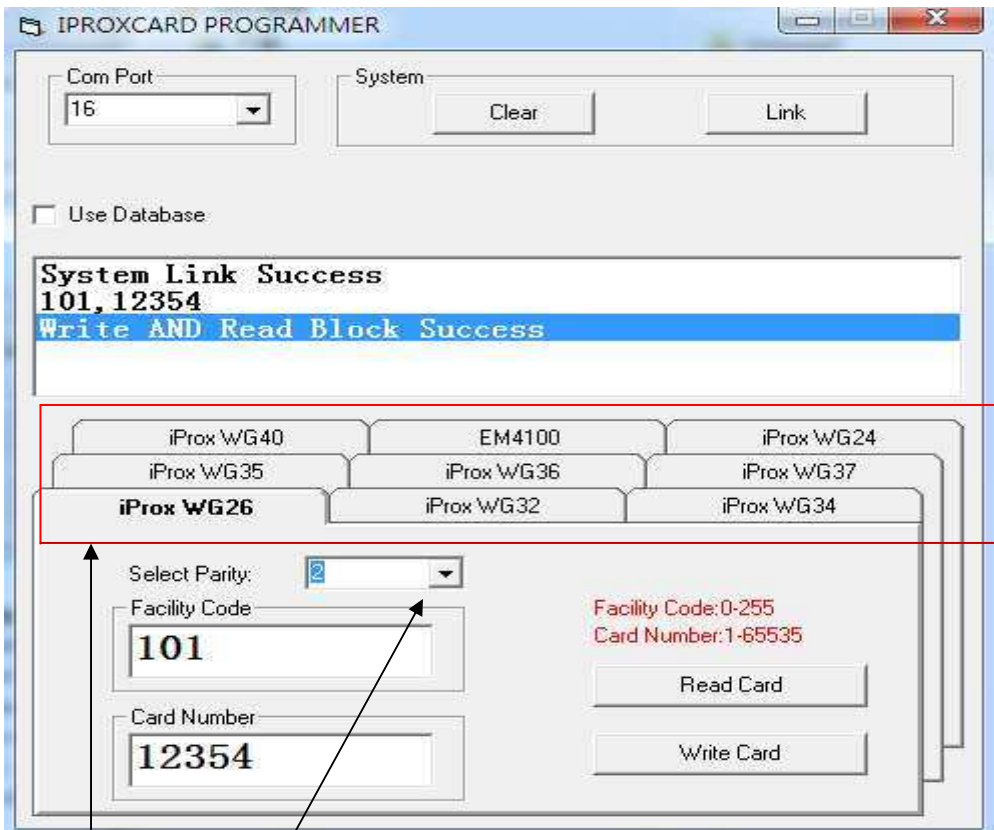 IPROXCARD PROGRAMMER
Com Port
System
16
Clear
Link
Use Database
System Link Success
101,12354
Write AND Read Block Success
iProx WG40
EM4100
iProx WG24
iProx WG35
iProx WG36
iProx WG37
iProx WG26
iProx WG32
iProx WG34
Select Parity:
2
Facility Code
101
Facility Code:0-255
Card Number:1-65535
Read Card
Card Number
12354
Write Card